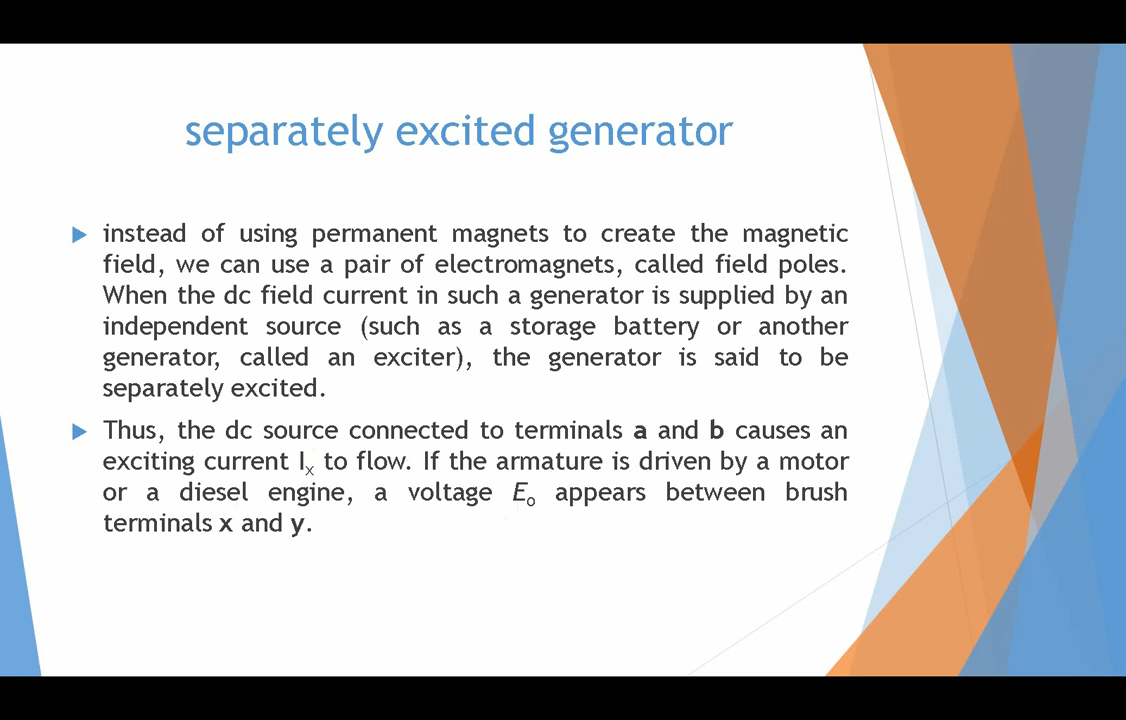 separately excited generator
instead of using permanent magnets to create the magnetic
field, we can use a pair of electromagnets, called field poles.
When the dc field current in such a generator is supplied by an
independent source (such as a storage battery or another
generator, called an exciter), the generator is said to be
separately excited.
Thus, the dc source connected to terminals a and b causes an
exciting current Ix to flow. If the armature is driven by a motor
or a diesel engine, a voltage Eo appears between brush
terminals x and y.